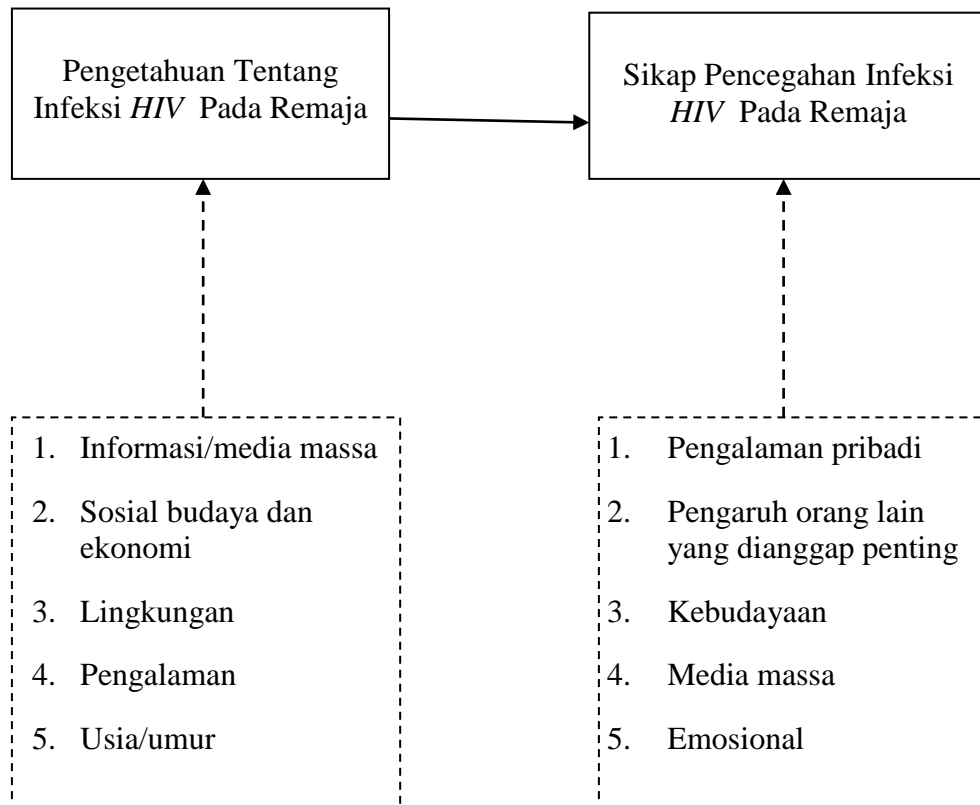 Pengetahuan Tentang
Infeksi HIV Pada Remaja
Sikap Pencegahan Infeksi
HIV Pada Remaja
1. Informasi/media massa
2. Sosial budaya dan
ekonomi
3. Lingkungan
4. Pengalaman
5. Usia/umur
1. Pengalaman pribadi
2. Pengaruh orang lain
yang dianggap penting
3. Kebudayaan
4. Media massa
5. Emosional